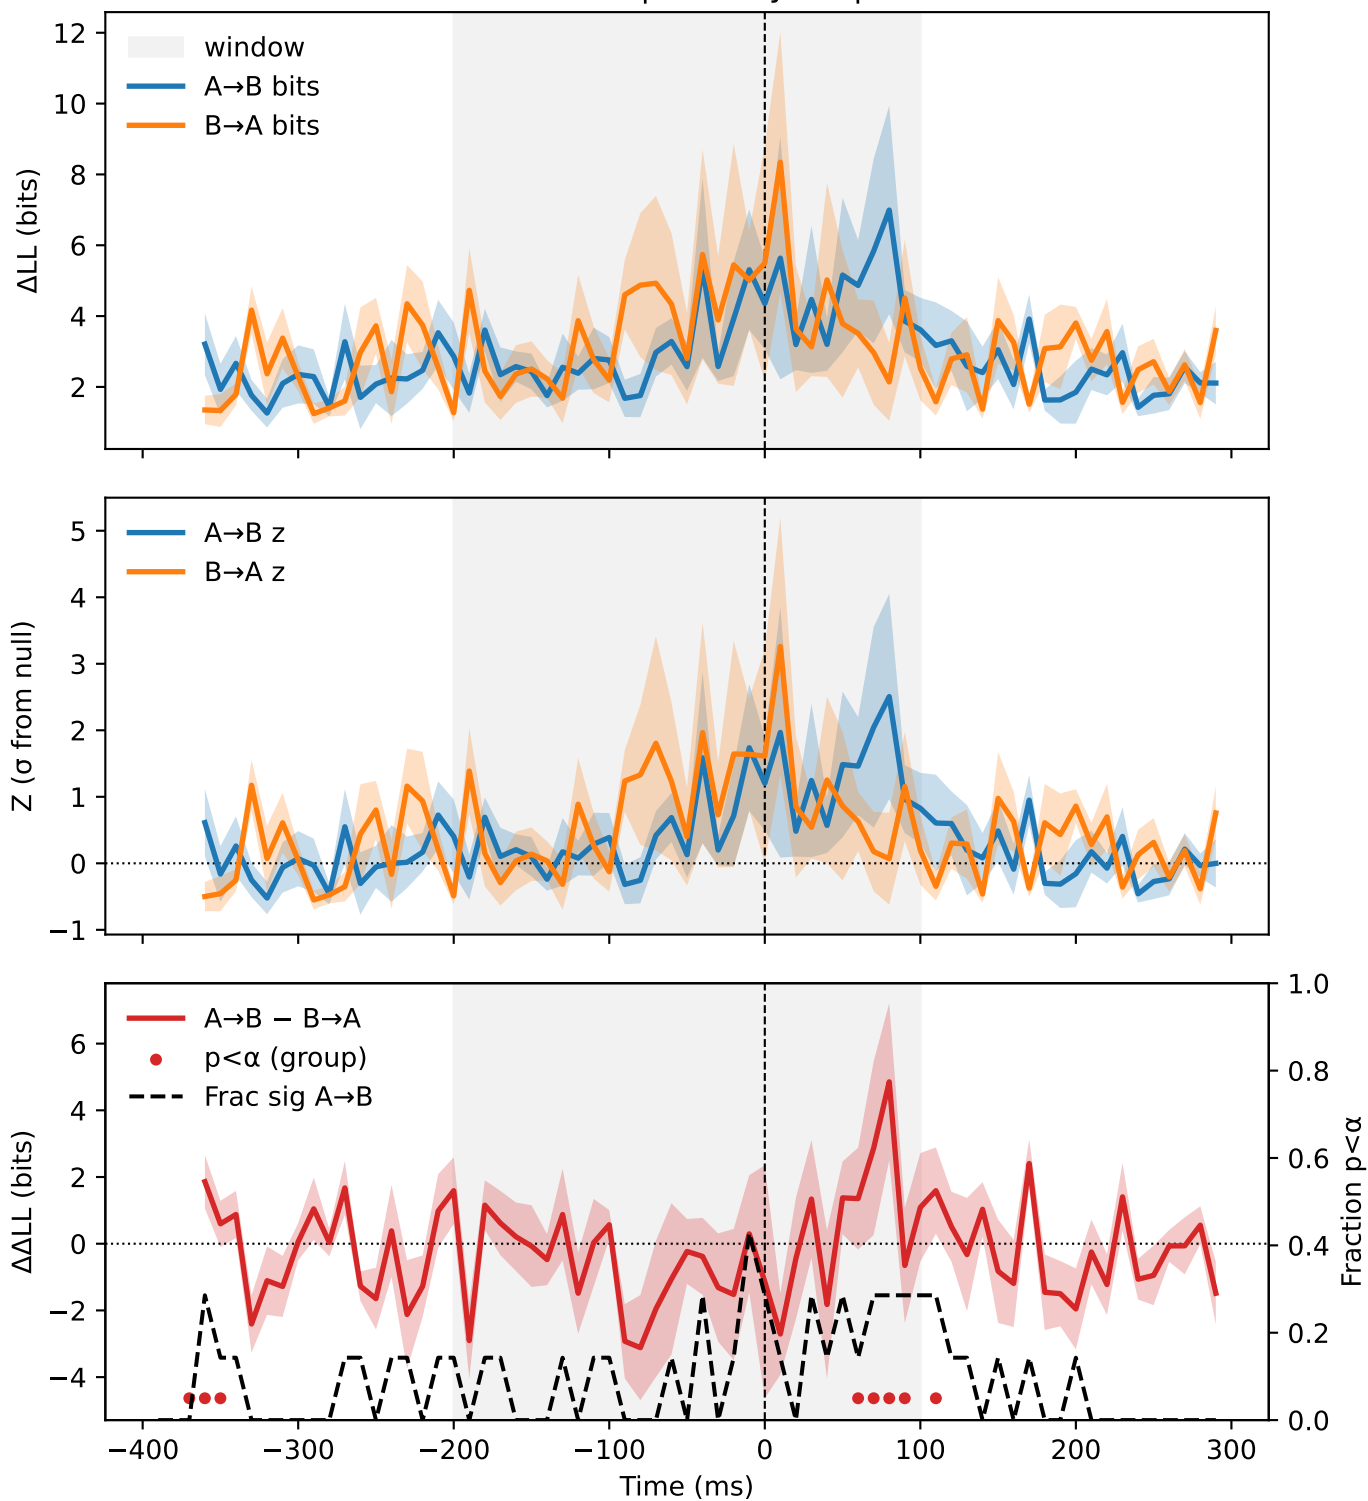 12
10
8
6
4
2
ΔLL (bits)
window
A→B bits
B→A bits
5
4
3
2
1
0
−1
Z (σ from null)
A→B z
B→A z
6
4
2
0
−2
−4
ΔΔLL (bits)
A→B − B→A
p<α (group)
Frac sig A→B
1.0
0.8
0.6
0.4
0.2
0.0
Fraction p<α
−400 −300 −200 −100 0 100 200 300
Time (ms)